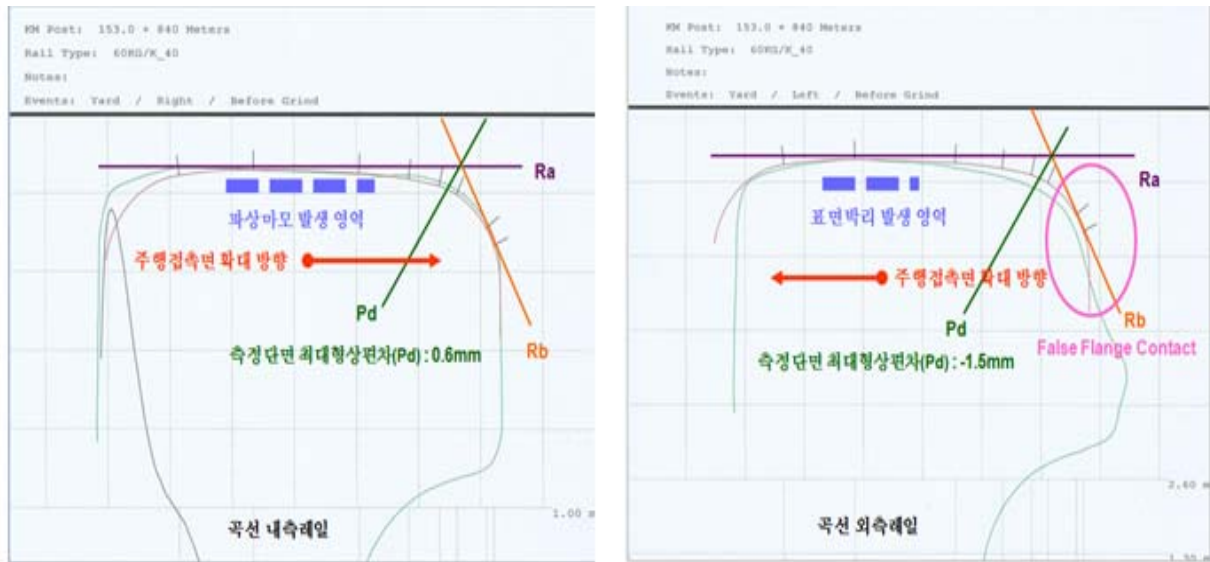 KM Post: 153.0 + 840 Meters
Rail Type: 60KG/K_40
Notes:
Events: Yard / Right / Before Grind
Ra
파상마모 발생 영역
주행접촉면 확대 방향
Pd
Rb
측정단면 최대형상편차(Pd) : 0.6mm
1.00 m
곡선 내측레일
KM Post: 153.0 + 840 Meters
Rail Type: 60KG/K_40
Notes:
Events: Yard / Left / Before Grind
Ra
표면박리 발생 영역
주행접촉면 확대 방향
Pd
Rb
False Flange Contact
측정단면 최대형상편차(Pd) : -1.5mm
2.60 m
곡선 외측레일
1.30 m